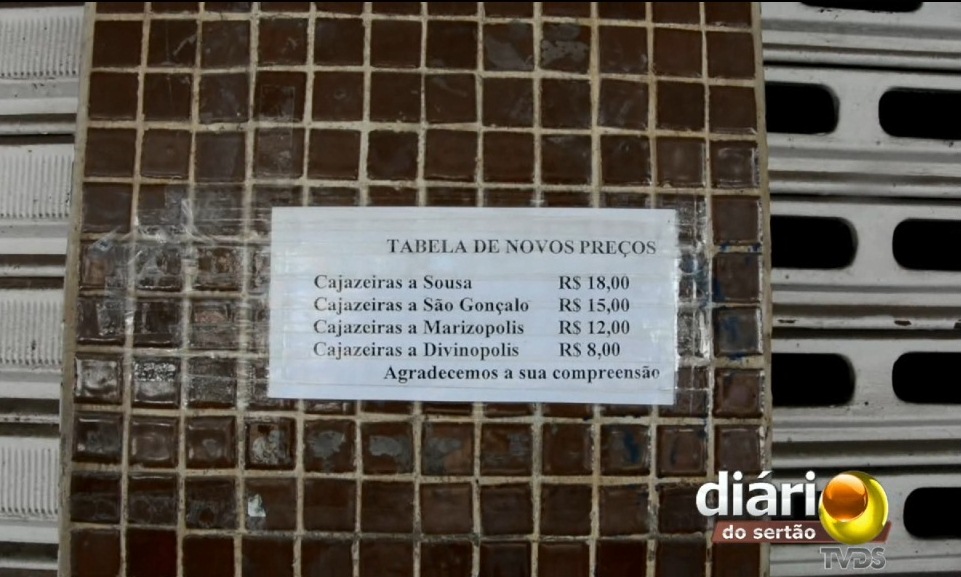 TABELA DE NOVOS PREÇOS
Cajazeiras a Sousa R$ 18,00
Cajazeiras a São Gonçalo R$ 15,00
Cajazeiras a Marizopolis R$ 12,00
Cajazeiras a Divinopolis R$ 8,00
Agradecemos a sua compreensão
diário
do sertão
TVDS